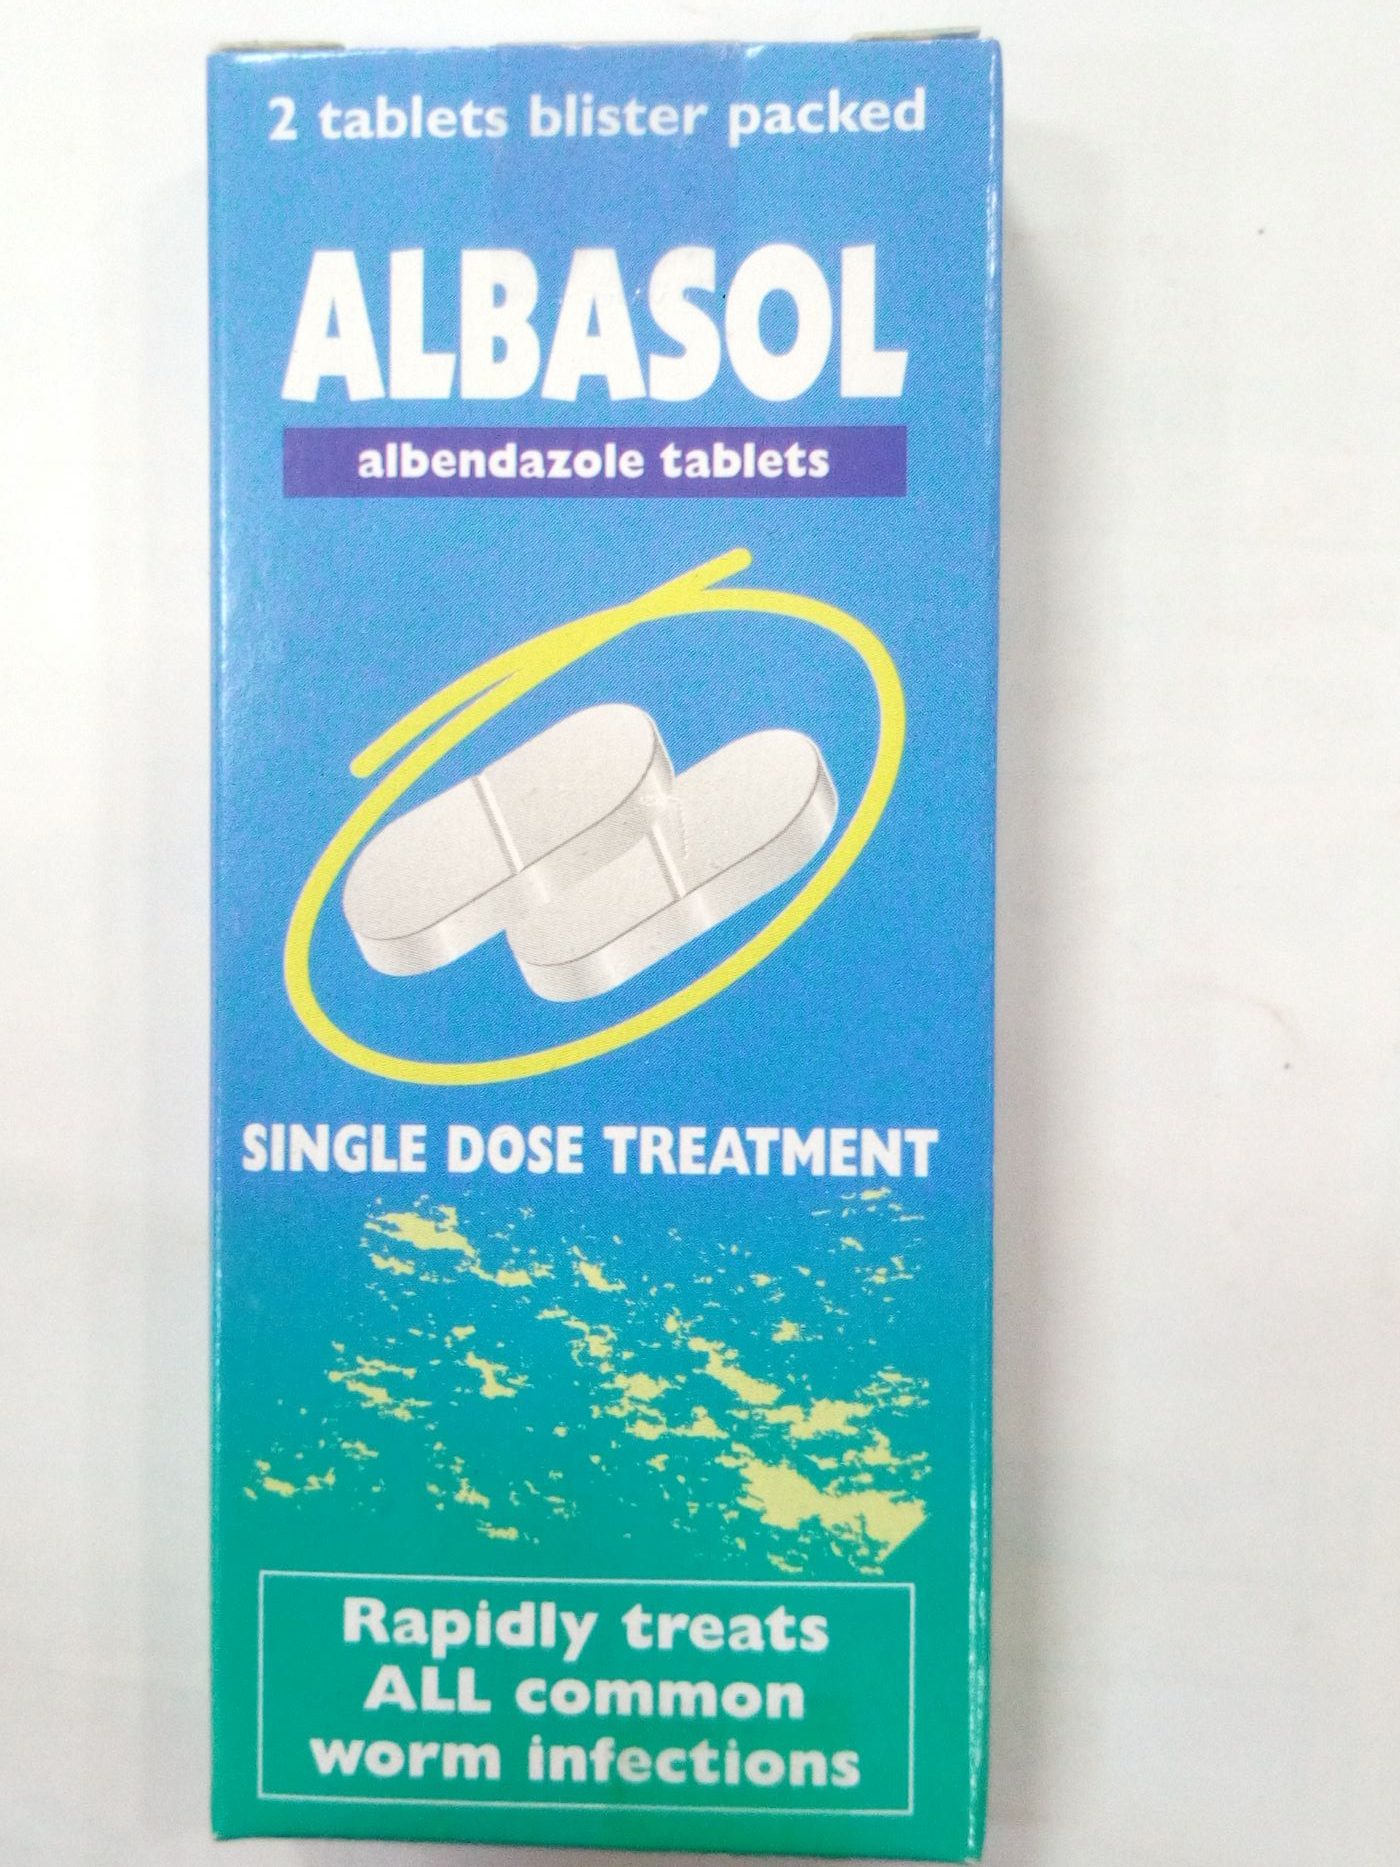 2 tablets blister packed
ALBASOL
albendazole tablets
SINGLE DOSE TREATMENT
Rapidly treats
ALL common
worm infections